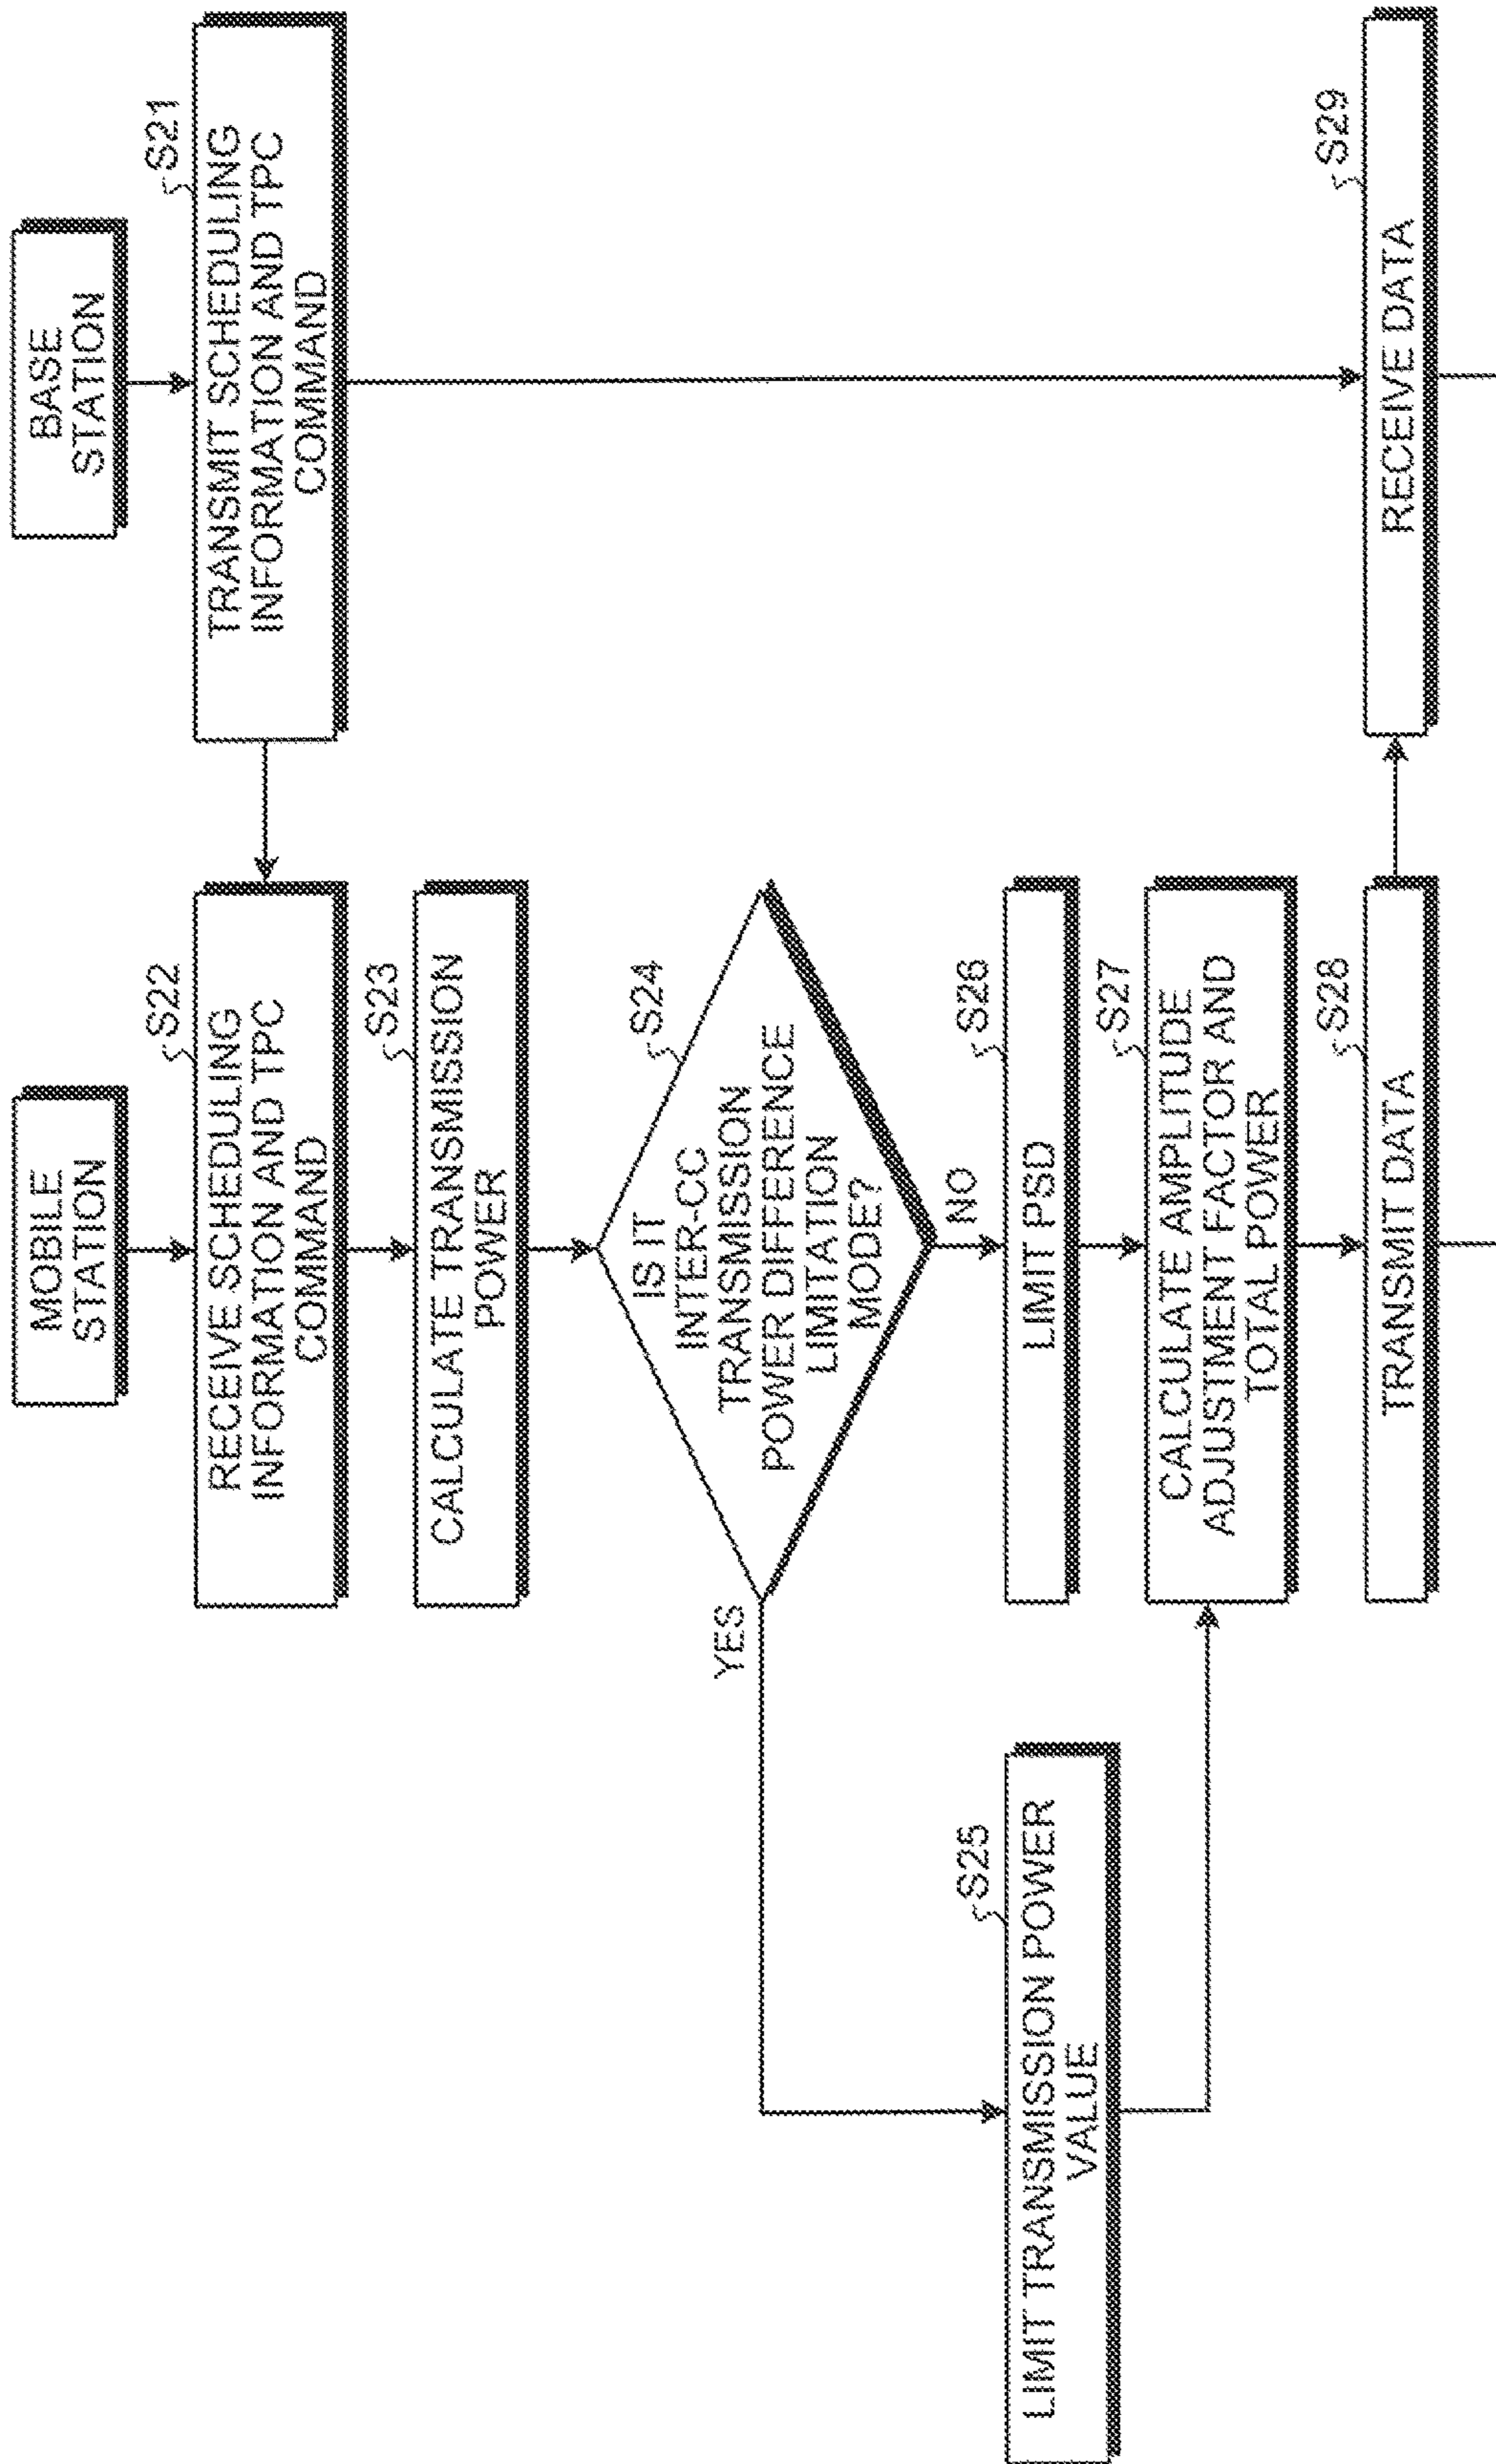 MOBILE
STATION
BASE
STATION
S21
TRANSMIT SCHEDULING
INFORMATION AND TPC
COMMAND
S22
RECEIVE SCHEDULING
INFORMATION AND TPC
COMMAND
S23
CALCULATE TRANSMISSION
POWER
S24
IS IT
INTER-CC
TRANSMISSION
POWER DIFFERENCE
LIMITATION
MODE?
YES
NO
S25
LIMIT TRANSMISSION POWER
VALUE
S26
LIMIT PSD
S27
CALCULATE AMPLITUDE
ADJUSTMENT FACTOR AND
TOTAL POWER
S28
TRANSMIT DATA
S29
RECEIVE DATA